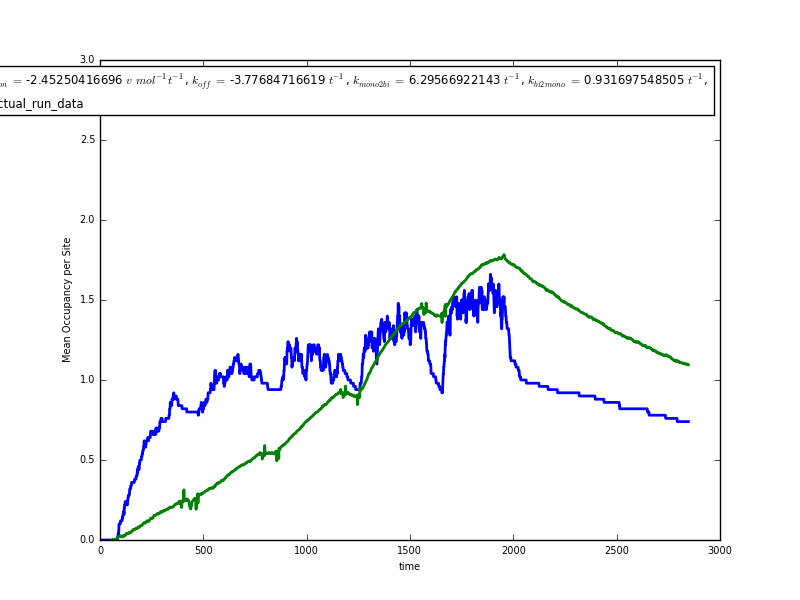 3.0
= -2.45250416696 v mol⁻¹t⁻¹, k_off = -3.77684716619 t⁻¹, k_mono2bi = 6.29566922143 t⁻¹, k_bi2mono = 0.931697548505 t⁻¹,
ctual_run_data
2.5
2.0
1.5
1.0
0.5
0.0
Mean Occupancy per Site
0 500 1000 1500 2000 2500 3000
time